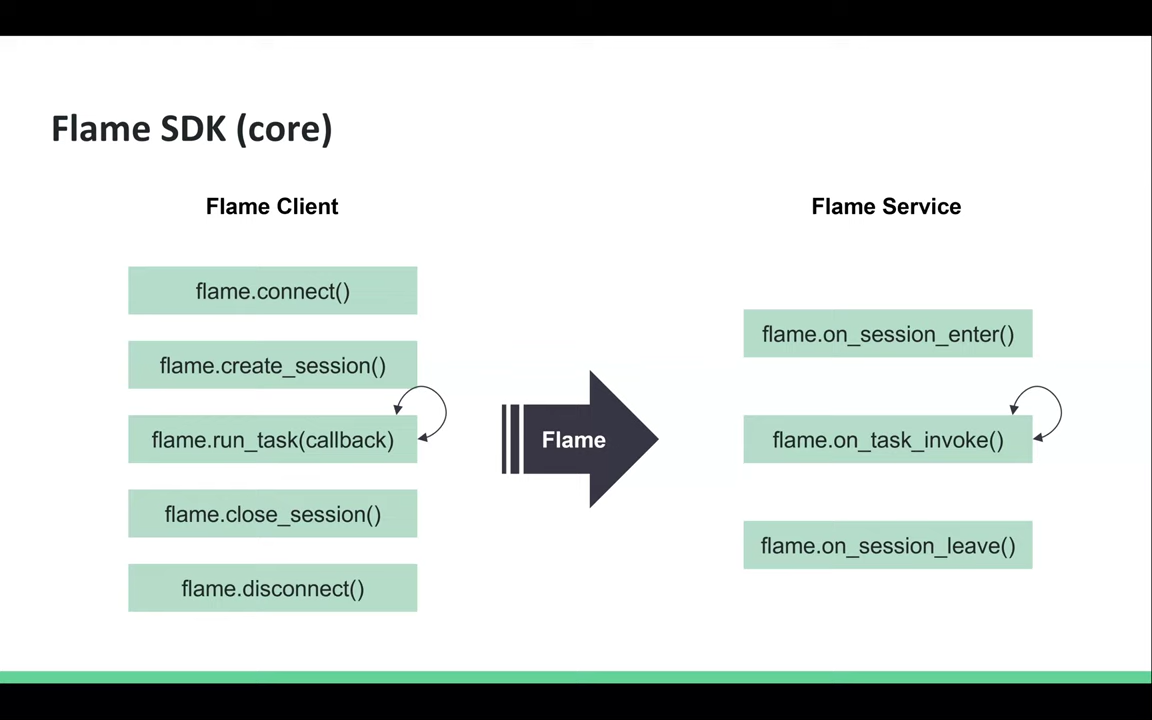 Flame SDK (core)
Flame Client
flame.connect()
flame.create_session()
flame.run_task(callback)
flame.close_session()
flame.disconnect()
Flame
Flame Service
flame.on_session_enter()
flame.on_task_invoke()
flame.on_session_leave()